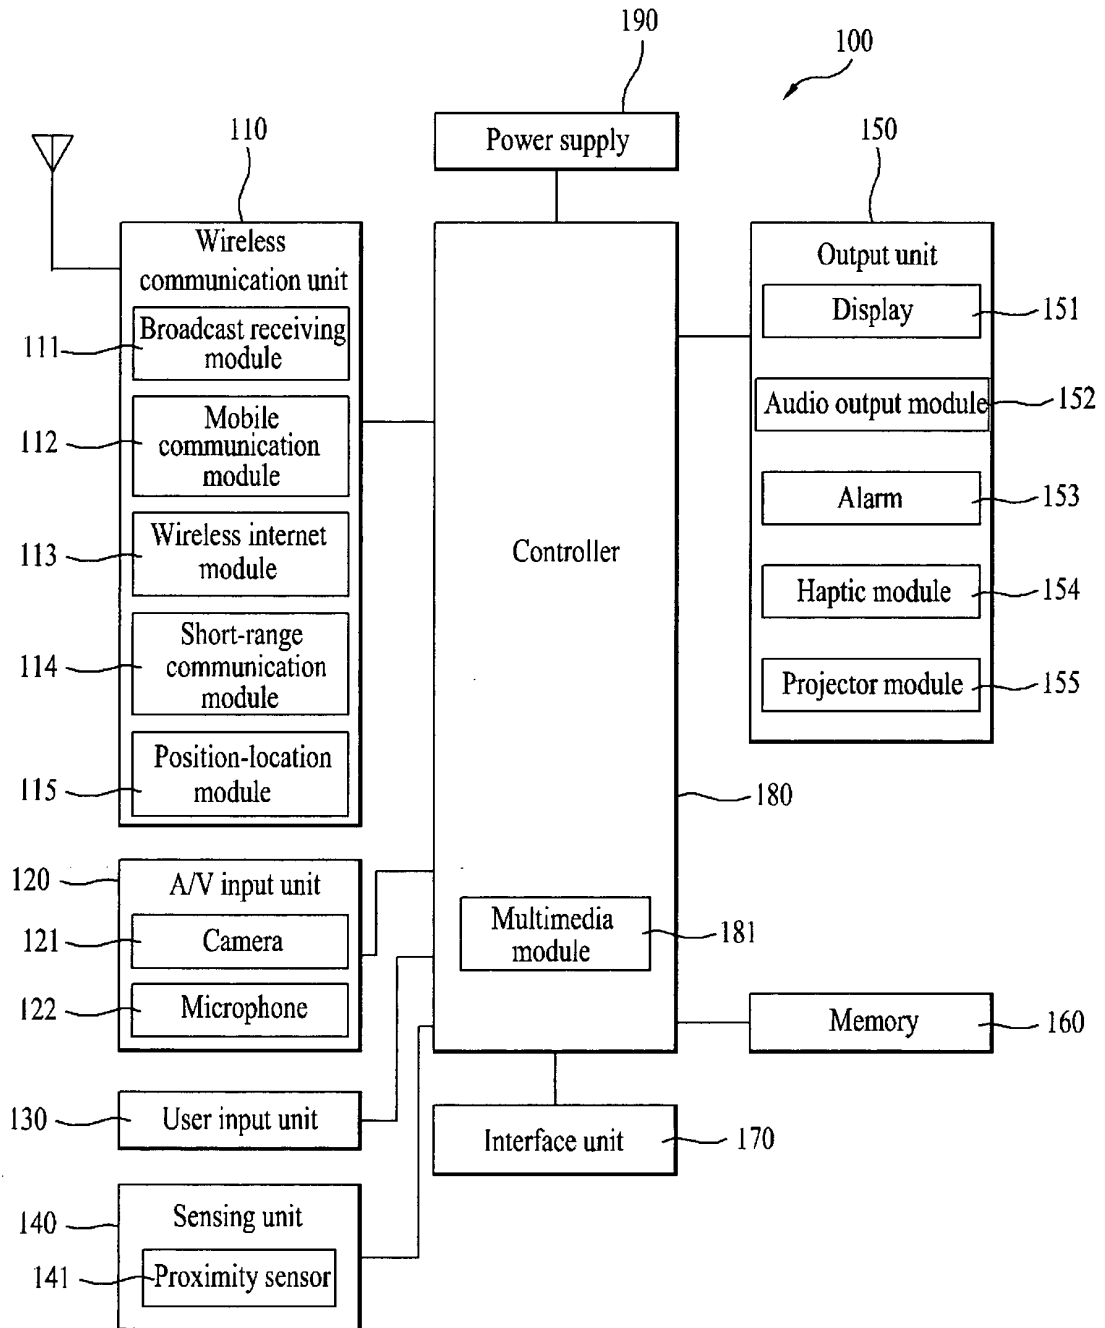 190
100
Power supply
110
Wireless
communication unit
111
Broadcast receiving
module
112
Mobile
communication
module
113
Wireless internet
module
114
Short-range
communication
module
115
Position-location
module
120
A/V input unit
121
Camera
122
Microphone
130
User input unit
140
Sensing unit
141
Proximity sensor
Controller
180
Multimedia
module
181
Interface unit
170
150
Output unit
Display
151
Audio output module
152
Alarm
153
Haptic module
154
Projector module
155
Memory
160